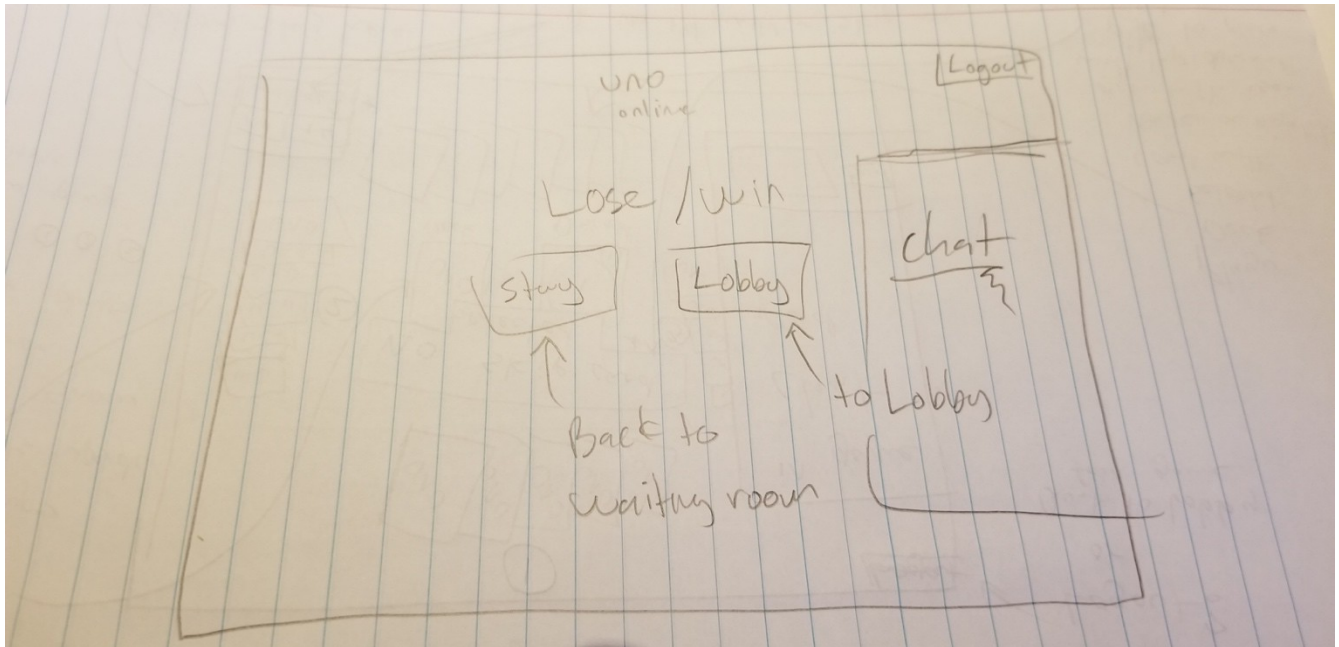 uno
online
Logout
Lose / win
chat
Stay
Lobby
to Lobby
Back to
waiting room